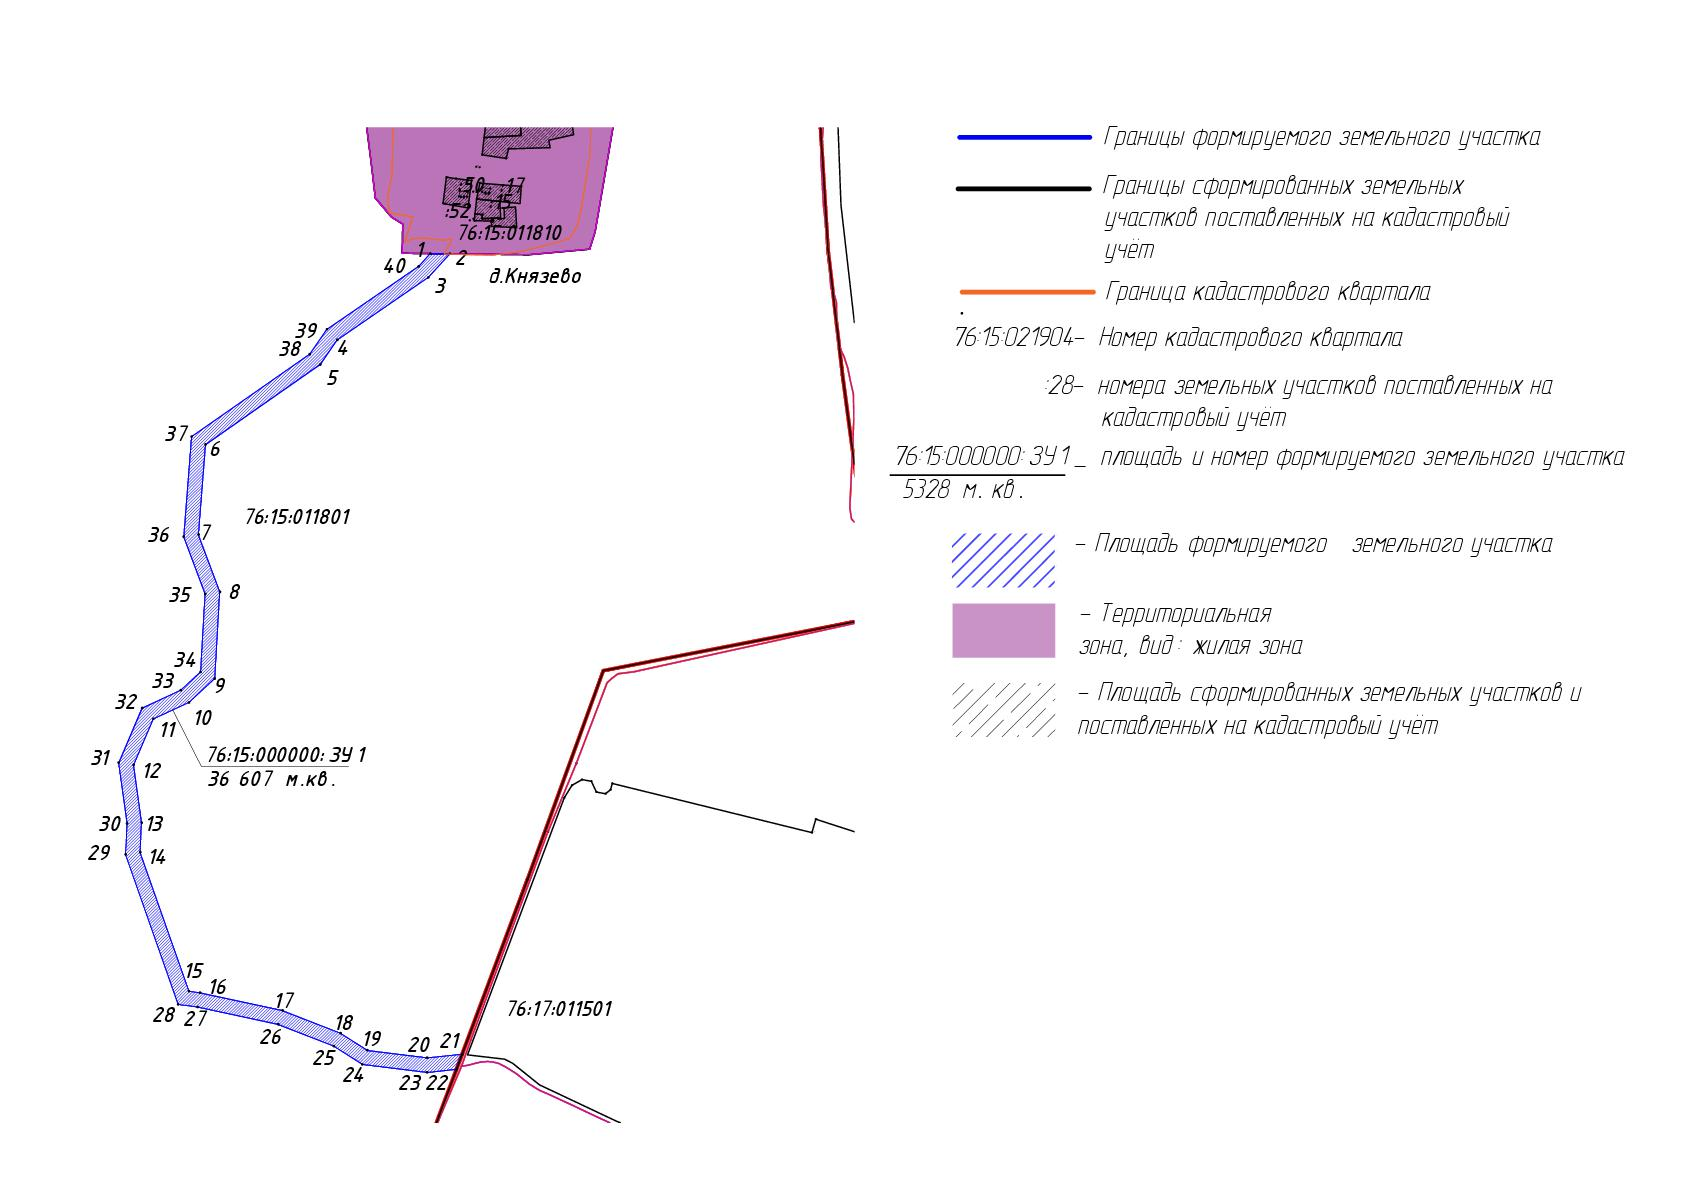 :50
:17
:15
:52
76:15:011810
1
2
40
д.Князево
3
39
38
4
5
37
6
76:15:011801
36
7
35
8
34
33
9
32
10
11
76:15:000000: ЗУ 1
36 607 м.кв.
31
12
30
13
29
14
15
16
17
28
27
26
18
25
19
24
20
21
23
22
76:17:011501
Границы формируемого земельного участка
Границы сформированных земельных
участков поставленных на кадастровый
учёт
Граница кадастрового квартала
76:15:021904- Номер кадастрового квартала
:28- номера земельных участков поставленных на
кадастровый учёт
76:15:000000: ЗУ 1 _ площадь и номер формируемого земельного участка
5328 м. кв.
- Площадь формируемого земельного участка
- Территориальная
зона, вид: жилая зона
- Площадь сформированных земельных участков и
поставленных на кадастровый учёт